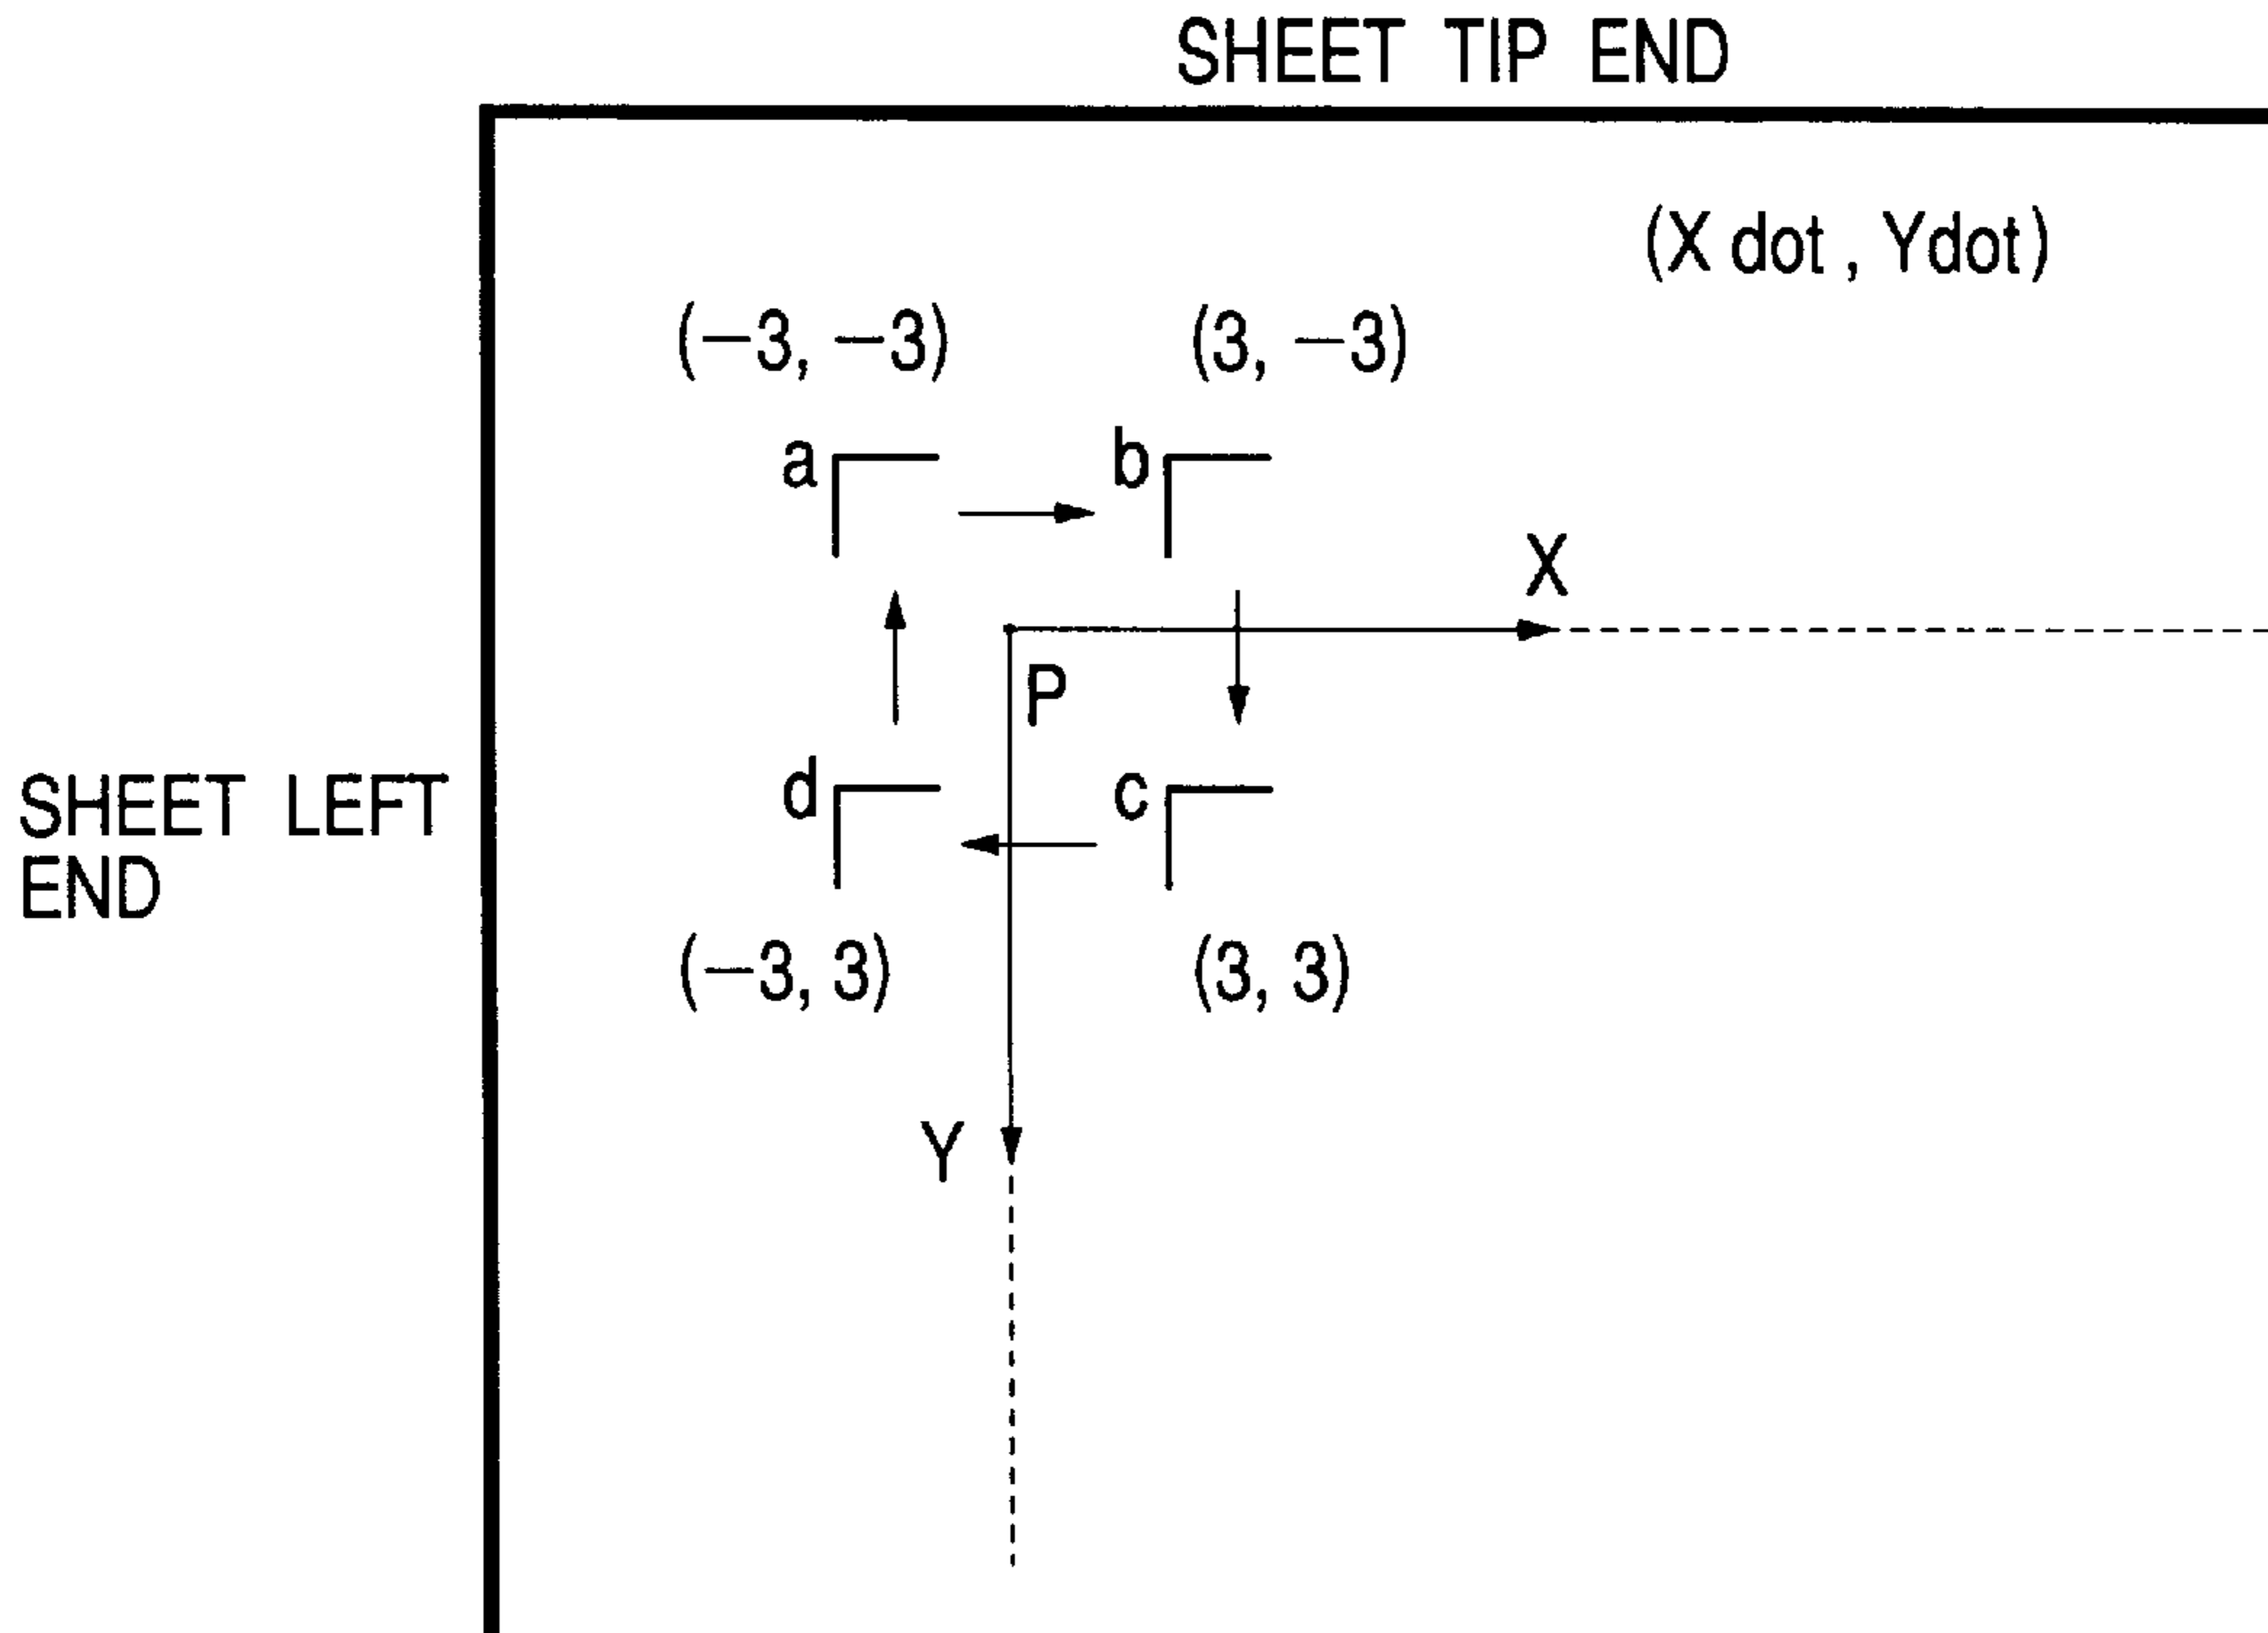 SHEET TIP END
(X dot , Ydot)
(−3, −3)
(3, −3)
a
b
X
P
d
c
SHEET LEFT
END
(−3, 3)
(3, 3)
Y